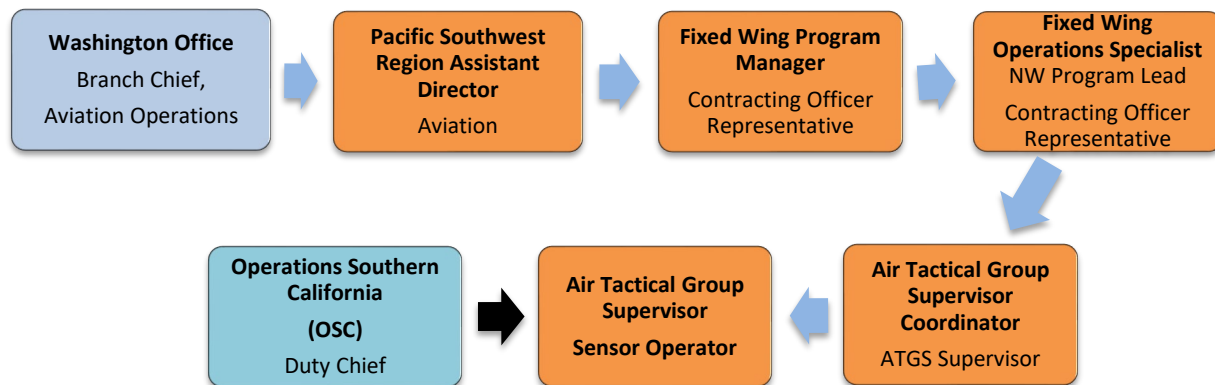 Washington Office
Branch Chief,
Aviation Operations
Pacific Southwest
Region Assistant
Director
Aviation
Fixed Wing Program
Manager
Contracting Officer
Representative
Fixed Wing
Operations Specialist
NW Program Lead
Contracting Officer
Representative
Operations Southern
California
(OSC)
Duty Chief
Air Tactical Group
Supervisor
Sensor Operator
Air Tactical Group
Supervisor
Coordinator
ATGS Supervisor